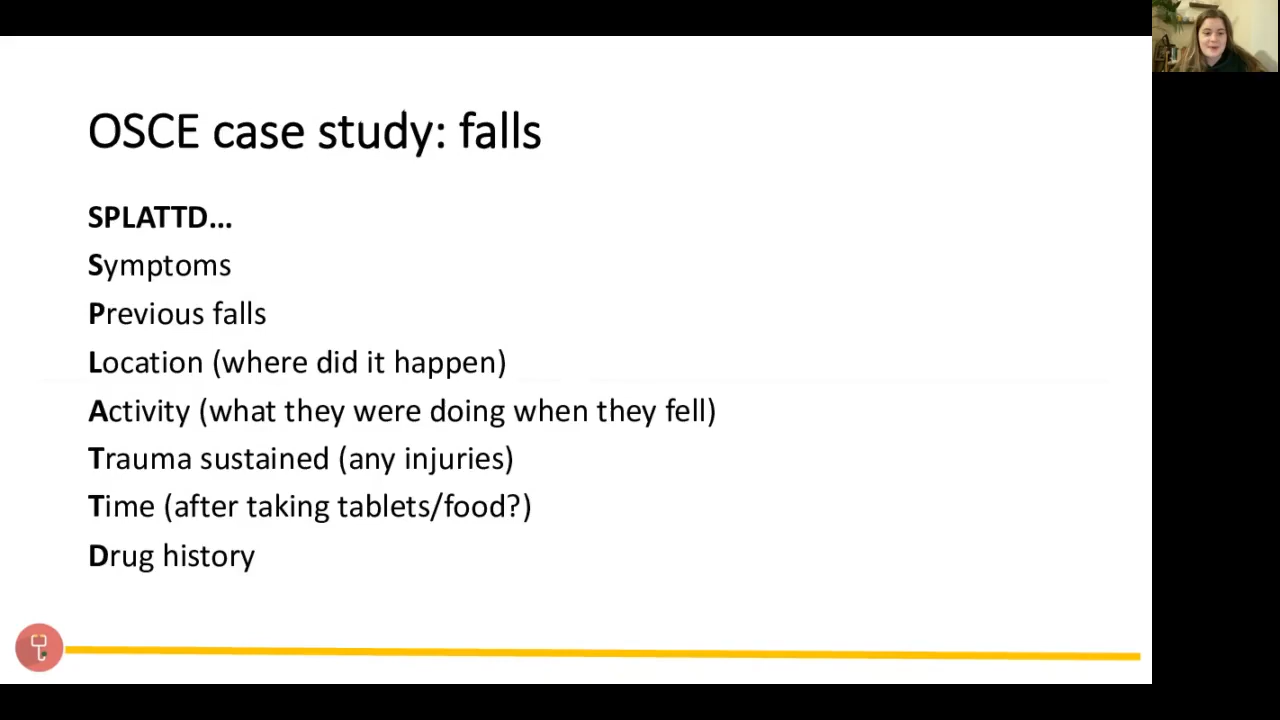 OSCE case study: falls
SPLATTD...
Symptoms
Previous falls
Location (where did it happen)
Activity (what they were doing when they fell)
Trauma sustained (any injuries)
Time (after taking tablets/food?)
Drug history